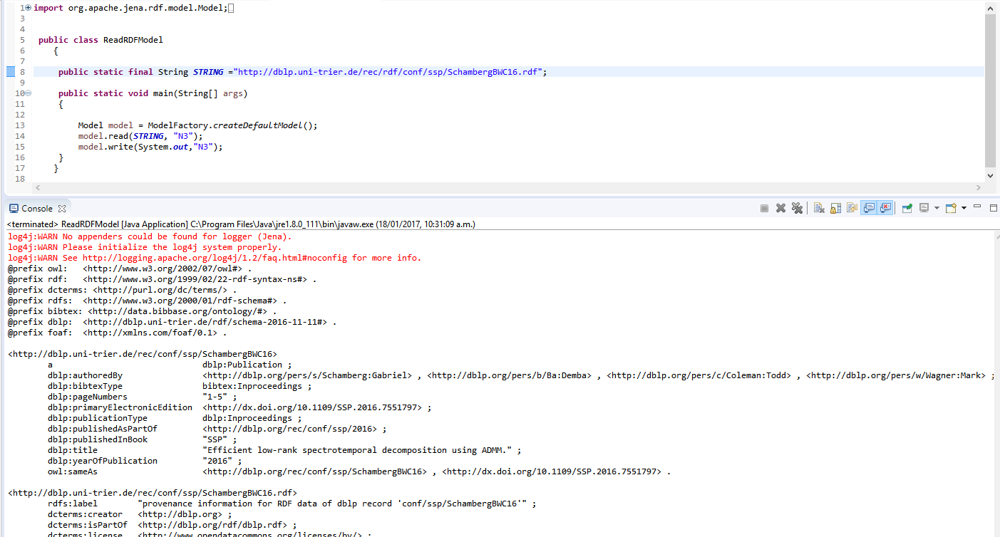 1 import org.apache.jena.rdf.model.Model;
3
4
5 public class ReadRDFModel
6 {
7
8 public static final String STRING ="http://dblp.uni-trier.de/rec/rdf/conf/ssp/SchambergBWC16.rdf";
9
10 public static void main(String[] args)
11 {
12
13 Model model = ModelFactory.createDefaultModel();
14 model.read(STRING, "N3");
15 model.write(System.out,"N3");
16 }
17 }
18
Console
<terminated> ReadRDFModel [Java Application] C:\Program Files\Java\jre1.8.0_111\bin\javaw.exe (18/01/2017, 10:31:09 a.m.)
log4j:WARN No appenders could be found for logger (Jena).
log4j:WARN Please initialize the log4j system properly.
log4j:WARN See http://logging.apache.org/log4j/1.2/faq.html#noconfig for more info.
@prefix owl: <http://www.w3.org/2002/07/owl#> .
@prefix rdf: <http://www.w3.org/1999/02/22-rdf-syntax-ns#> .
@prefix dcterms: <http://purl.org/dc/terms/> .
@prefix rdfs: <http://www.w3.org/2000/01/rdf-schema#> .
@prefix bibtex: <http://data.bibbase.org/ontology/#> .
@prefix dblp: <http://dblp.uni-trier.de/rdf/schema-2016-11-11#> .
@prefix foaf: <http://xmlns.com/foaf/0.1> .
<http://dblp.uni-trier.de/rec/conf/ssp/SchambergBWC16>
a dblp:Publication ;
dblp:authoredBy <http://dblp.org/pers/s/Schamberg:Gabriel> , <http://dblp.org/pers/b/Ba:Demba> , <http://dblp.org/pers/c/Coleman:Todd> , <http://dblp.org/pers/w/Wagner:Mark> ;
dblp:bibtexType bibtex:Inproceedings ;
dblp:pageNumbers "1-5" ;
dblp:primaryElectronicEdition <http://dx.doi.org/10.1109/SSP.2016.7551797> ;
dblp:publicationType dblp:Inproceedings ;
dblp:publishedAsPartOf <http://dblp.org/rec/conf/ssp/2016> ;
dblp:publishedInBook "SSP" ;
dblp:title "Efficient low-rank spectrotemporal decomposition using ADMM." ;
dblp:yearOfPublication "2016" ;
owl:sameAs <http://dblp.org/rec/conf/ssp/SchambergBWC16> , <http://dx.doi.org/10.1109/SSP.2016.7551797> .
<http://dblp.uni-trier.de/rec/conf/ssp/SchambergBWC16.rdf>
rdfs:label "provenance information for RDF data of dblp record 'conf/ssp/SchambergBWC16'" ;
dcterms:creator <http://dblp.org> ;
dcterms:isPartOf <http://dblp.org/rdf/dblp.rdf> ;
dcterms:license <http://www.opendatacommons.org/licenses/by/> ;